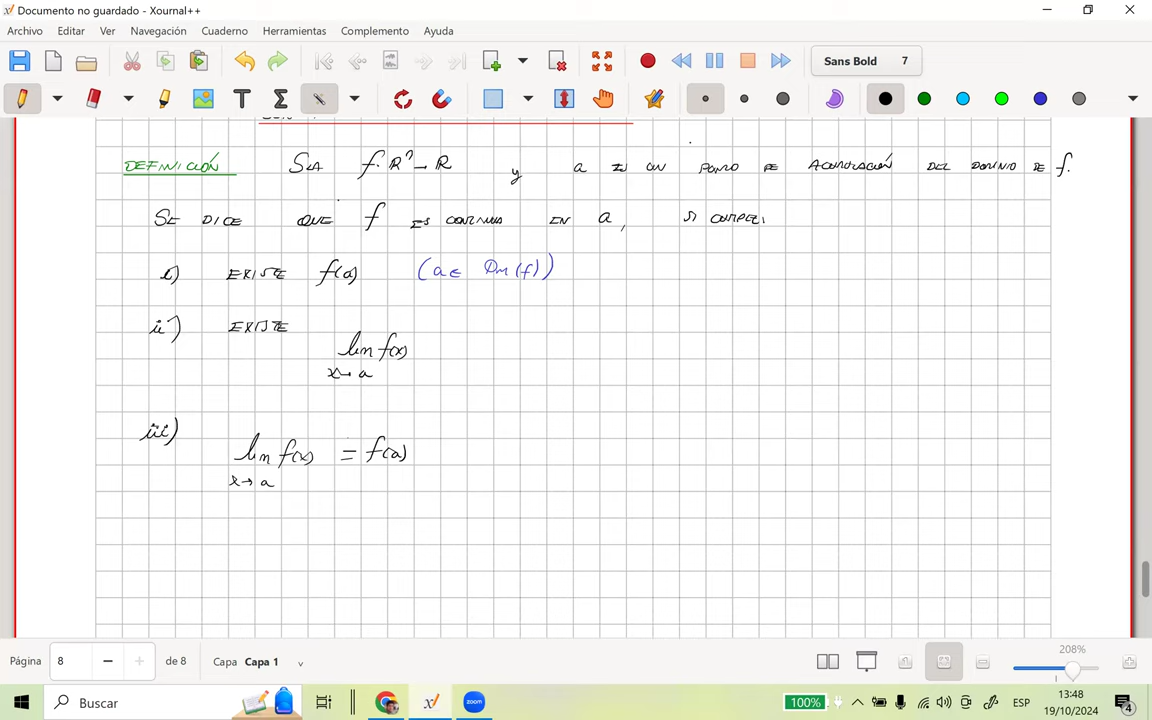 Documento no guardado - Xournal++
Archivo Editar Ver Navegación Cuaderno Herramientas Complemento Ayuda
Sans Bold 7
DEFINICIÓN SEA f: R^n → R y a ES UN PUNTO DE ACUMULACIÓN DEL DOMINIO DE f.
SE DICE QUE f ES CONTINUA EN a, SI CUMPLE:
i) EXISTE f(a) (a ∈ Dm(f))
ii) EXISTE lim f(x)
x→a
iii) lim f(x) = f(a)
x→a
Página 8 de 8 Capa Capa 1 208%
Buscar zoom 100% ESP 13:48
19/10/2024 4